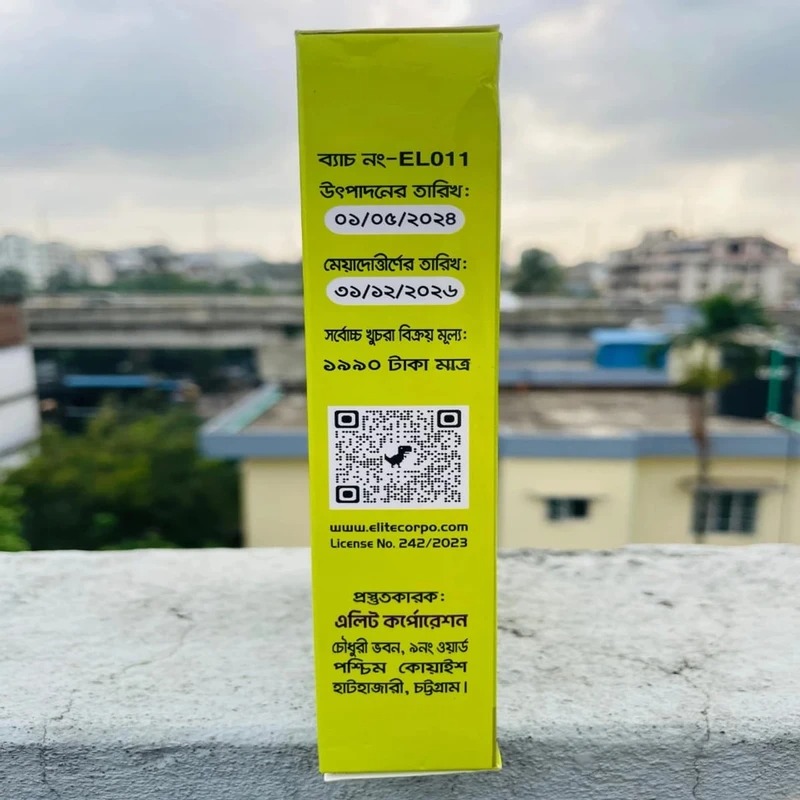 ব্যাচ নং-EL011
উৎপাদনের তারিখ:
০১/০৫/২০২৪
মেয়াদোত্তীর্ণের তারিখ:
৩১/১২/২০২৬
সর্বোচ্চ খুচরা বিক্রয় মূল্য:
১৯৯০ টাকা মাত্র
www.elitecorpo.com
License No. 242/2023
প্রস্তুতকারক:
এলিট কর্পোরেশন
চৌধুরী ভবন, ৯নং ওয়ার্ড
পশ্চিম কোয়াইশ
হাটহাজারী, চট্টগ্রাম।